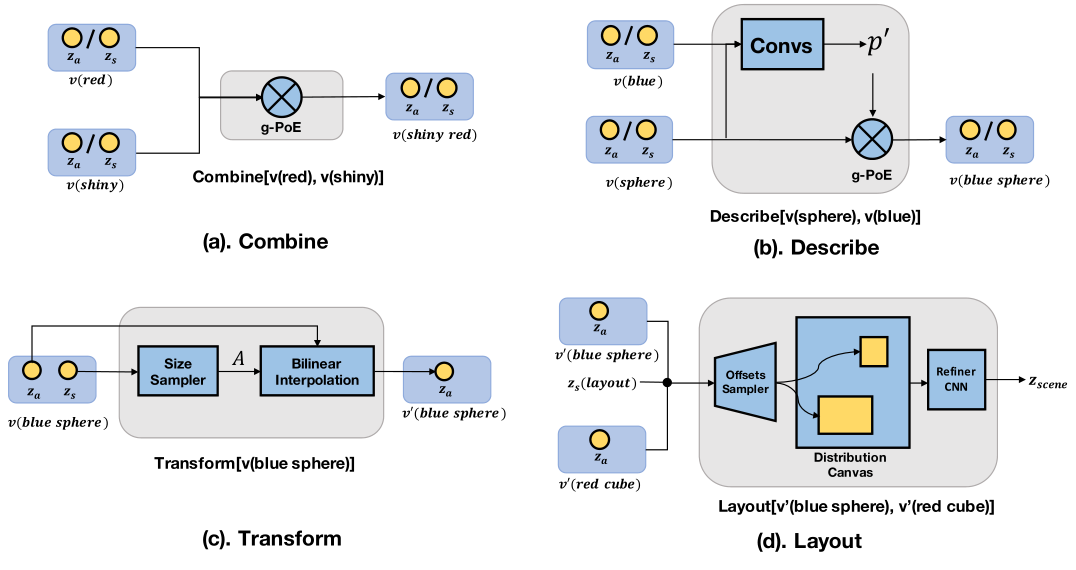 z_a / z_s
v(red)
z_a / z_s
v(shiny)
g-PoE
z_a / z_s
v(shiny red)
Combine[v(red), v(shiny)]
(a). Combine
z_a / z_s
v(blue)
Convs
p′
z_a / z_s
v(sphere)
g-PoE
z_a / z_s
v(blue sphere)
Describe[v(sphere), v(blue)]
(b). Describe
z_a z_s
v(blue sphere)
Size
Sampler
A
Bilinear
Interpolation
z_a
v′(blue sphere)
Transform[v(blue sphere)]
(c). Transform
z_a
v′(blue sphere)
z_s(layout)
z_a
v′(red cube)
Offsets
Sampler
Distribution
Canvas
Refiner
CNN
z_scene
Layout[v’(blue sphere), v’(red cube)]
(d). Layout